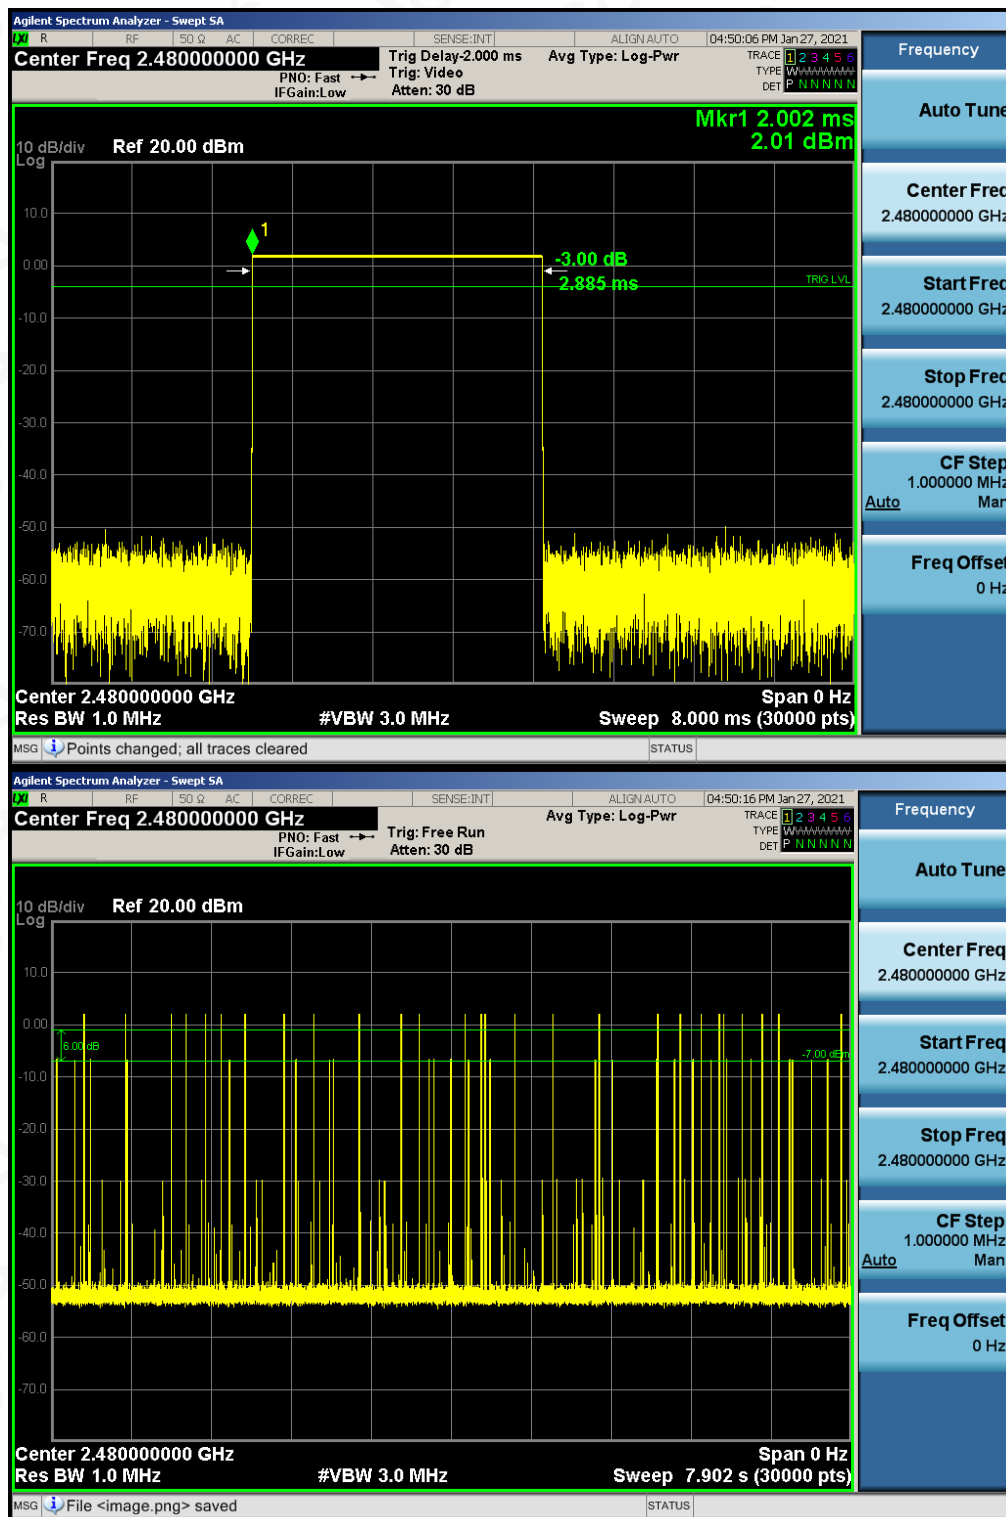 Agilent Spectrum Analyzer - Swept SA
LXI R RF 50 Ω AC CORREC SENSE:INT ALIGN AUTO 04:50:06 PM Jan 27, 2021
Center Freq 2.480000000 GHz
PNO: Fast
IFGain:Low
Trig Delay-2.000 ms
Trig: Video
Atten: 30 dB
Avg Type: Log-Pwr
TRACE 1 2 3 4 5 6
TYPE WWWWWW
DET P N N N N N
Mkr1 2.002 ms
2.01 dBm
10 dB/div Ref 20.00 dBm
Log
10.0
1
0.00
-3.00 dB
2.885 ms
TRIG LVL
-10.0
-20.0
-30.0
-40.0
-50.0
-60.0
-70.0
Center 2.480000000 GHz Span 0 Hz
Res BW 1.0 MHz #VBW 3.0 MHz Sweep 8.000 ms (30000 pts)
MSG Points changed; all traces cleared STATUS
Frequency
Auto Tune
Center Freq
2.480000000 GHz
Start Freq
2.480000000 GHz
Stop Freq
2.480000000 GHz
CF Step
1.000000 MHz
Auto Man
Freq Offset
0 Hz
Agilent Spectrum Analyzer - Swept SA
LXI R RF 50 Ω AC CORREC SENSE:INT ALIGN AUTO 04:50:16 PM Jan 27, 2021
Center Freq 2.480000000 GHz
PNO: Fast
IFGain:Low
Trig: Free Run
Atten: 30 dB
Avg Type: Log-Pwr
TRACE 1 2 3 4 5 6
TYPE WWWWWW
DET P N N N N N
10 dB/div Ref 20.00 dBm
Log
10.0
0.00
6.00 dB
-7.00 dBm
-10.0
-20.0
-30.0
-40.0
-50.0
-60.0
-70.0
Center 2.480000000 GHz Span 0 Hz
Res BW 1.0 MHz #VBW 3.0 MHz Sweep 7.902 s (30000 pts)
MSG File <image.png> saved STATUS
Frequency
Auto Tune
Center Freq
2.480000000 GHz
Start Freq
2.480000000 GHz
Stop Freq
2.480000000 GHz
CF Step
1.000000 MHz
Auto Man
Freq Offset
0 Hz